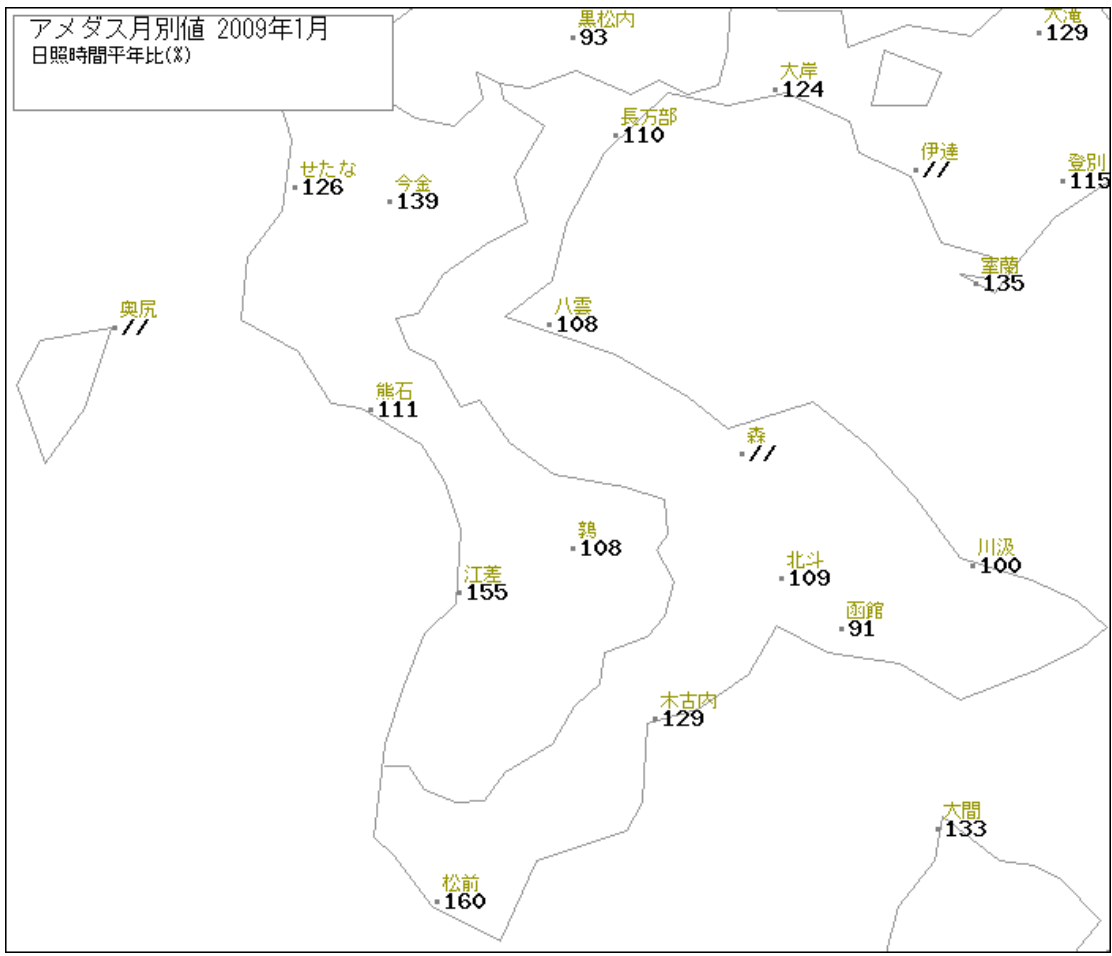 アメダス月別値 2009年1月
日照時間平年比(%)
黒松内
93
大滝
129
大岸
124
長万部
110
伊達
//
登別
115
せたな
126
今金
139
室蘭
135
奥尻
//
八雲
108
熊石
111
森
//
鶉
108
川汲
100
北斗
109
江差
155
函館
91
木古内
129
大間
133
松前
160